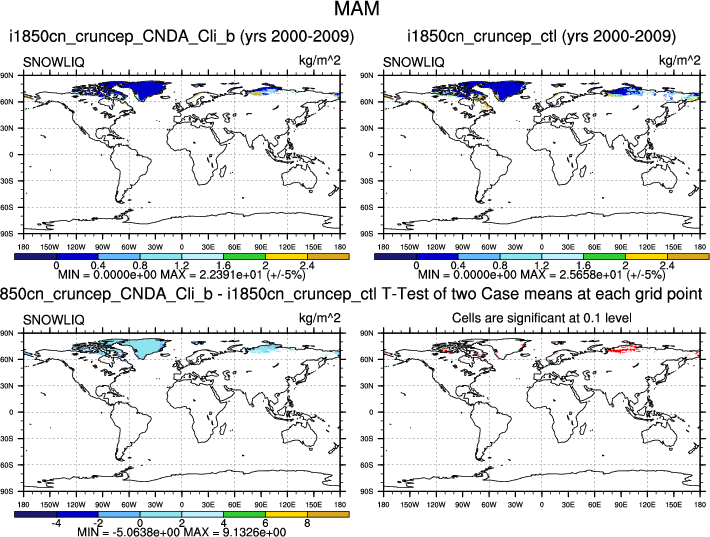 MAM
i1850cn_cruncep_CNDA_Cli_b (yrs 2000-2009)
i1850cn_cruncep_ctl (yrs 2000-2009)
SNOWLIQ kg/m^2
SNOWLIQ kg/m^2
90N
60N
30N
0
30S
60S
90S
180 150W 120W 90W 60W 30W 0 30E 60E 90E 120E 150E 180
0 0.4 0.8 1.2 1.6 2 2.4
MIN = 0.0000e+00 MAX = 2.2391e+01 (+/-5%)
90N
60N
30N
0
30S
60S
90S
180 150W 120W 90W 60W 30W 0 30E 60E 90E 120E 150E 180
0 0.4 0.8 1.2 1.6 2 2.4
MIN = 0.0000e+00 MAX = 2.5658e+01 (+/-5%)
850cn_cruncep_CNDA_Cli_b - i1850cn_cruncep_ctl
T-Test of two Case means at each grid point
SNOWLIQ kg/m^2
Cells are significant at 0.1 level
90N
60N
30N
0
30S
60S
90S
180 150W 120W 90W 60W 30W 0 30E 60E 90E 120E 150E 180
-4 -2 0 2 4 6 8
MIN = -5.0638e+00 MAX = 9.1326e+00
90N
60N
30N
0
30S
60S
90S
180 150W 120W 90W 60W 30W 0 30E 60E 90E 120E 150E 180